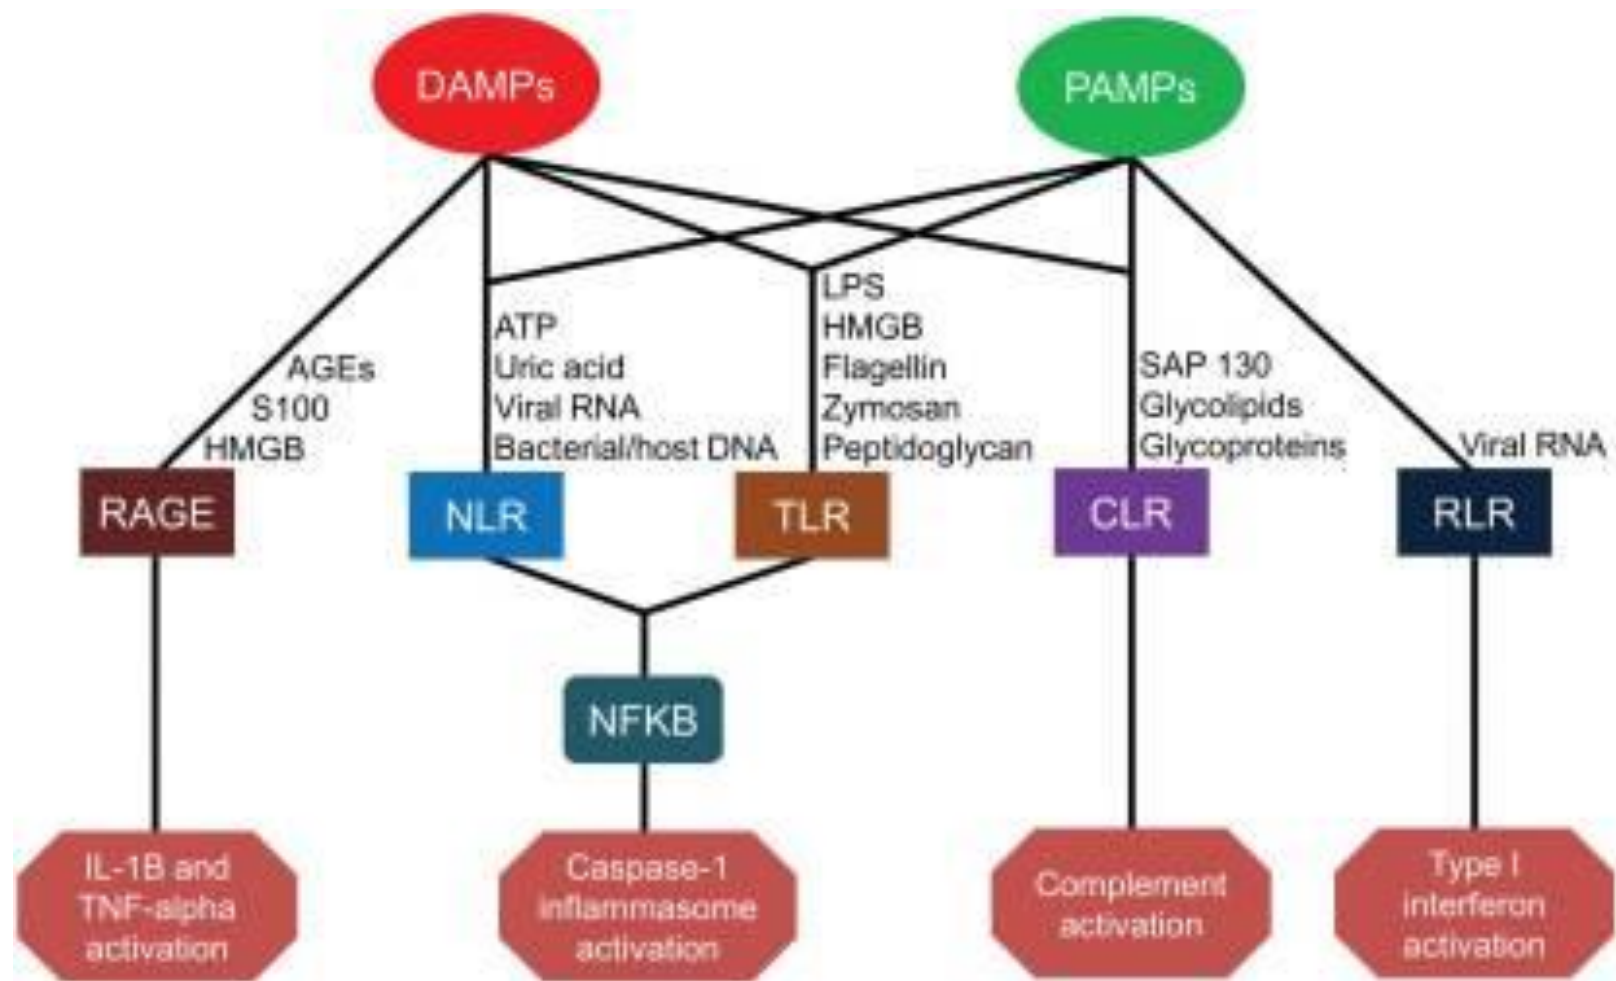 DAMPs
PAMPs
AGEs
S100
HMGB
ATP
Uric acid
Viral RNA
Bacterial/host DNA
LPS
HMGB
Flagellin
Zymosan
Peptidoglycan
SAP 130
Glycolipids
Glycoproteins
Viral RNA
RAGE
NLR
TLR
CLR
RLR
NFKB
IL-1B and
TNF-alpha
activation
Caspase-1
inflammasome
activation
Complement
activation
Type I
interferon
activation